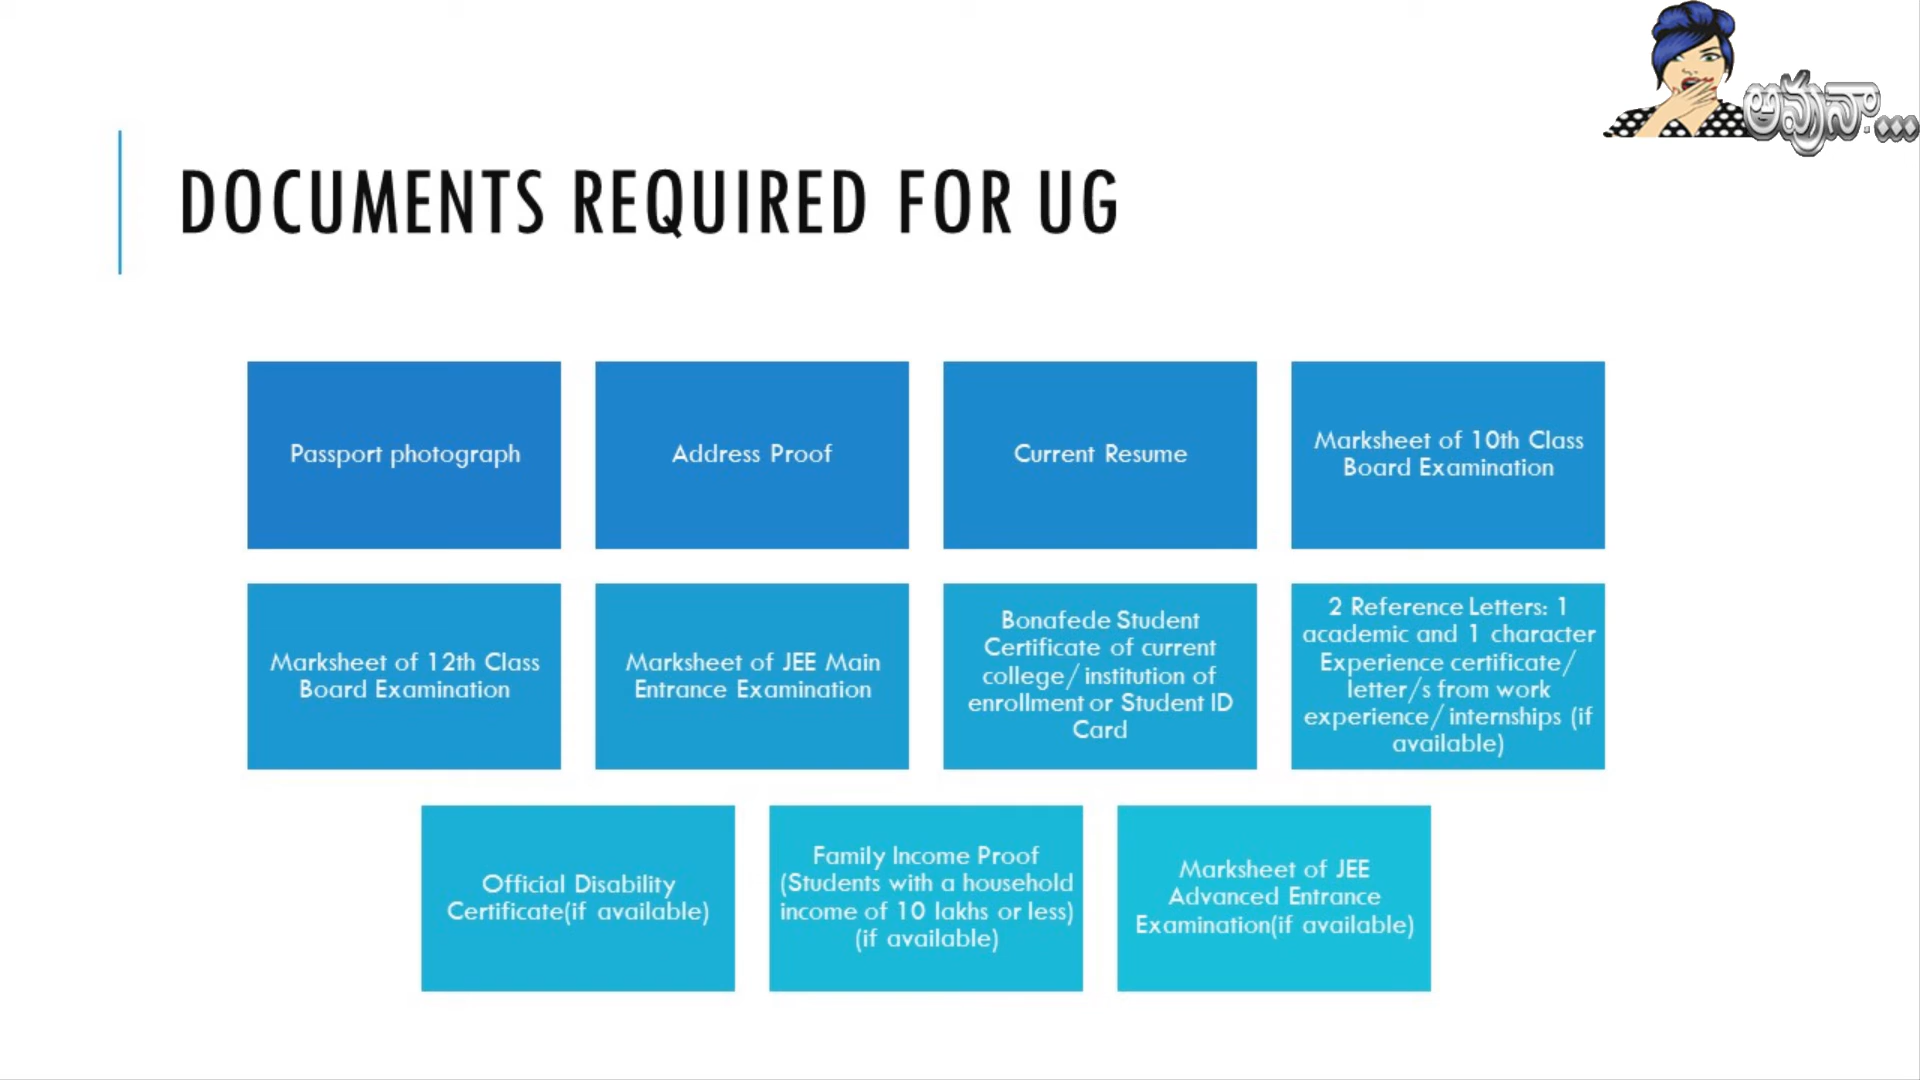 అవునా...
DOCUMENTS REQUIRED FOR UG
Passport photograph
Address Proof
Current Resume
Marksheet of 10th Class
Board Examination
Marksheet of 12th Class
Board Examination
Marksheet of JEE Main
Entrance Examination
Bonafede Student
Certificate of current
college/institution of
enrollment or Student ID
Card
2 Reference Letters: 1
academic and 1 character
Experience certificate/
letter/s from work
experience/internships (if
available)
Official Disability
Certificate(if available)
Family Income Proof
(Students with a household
income of 10 lakhs or less)
(if available)
Marksheet of JEE
Advanced Entrance
Examination(if available)